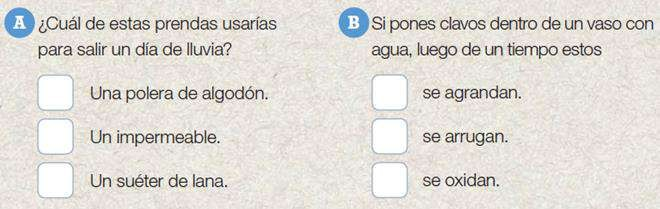 A ¿Cuál de estas prendas usarías
para salir un día de lluvia?
Una polera de algodón.
Un impermeable.
Un suéter de lana.
B Si pones clavos dentro de un vaso con
agua, luego de un tiempo estos
se agrandan.
se arrugan.
se oxidan.